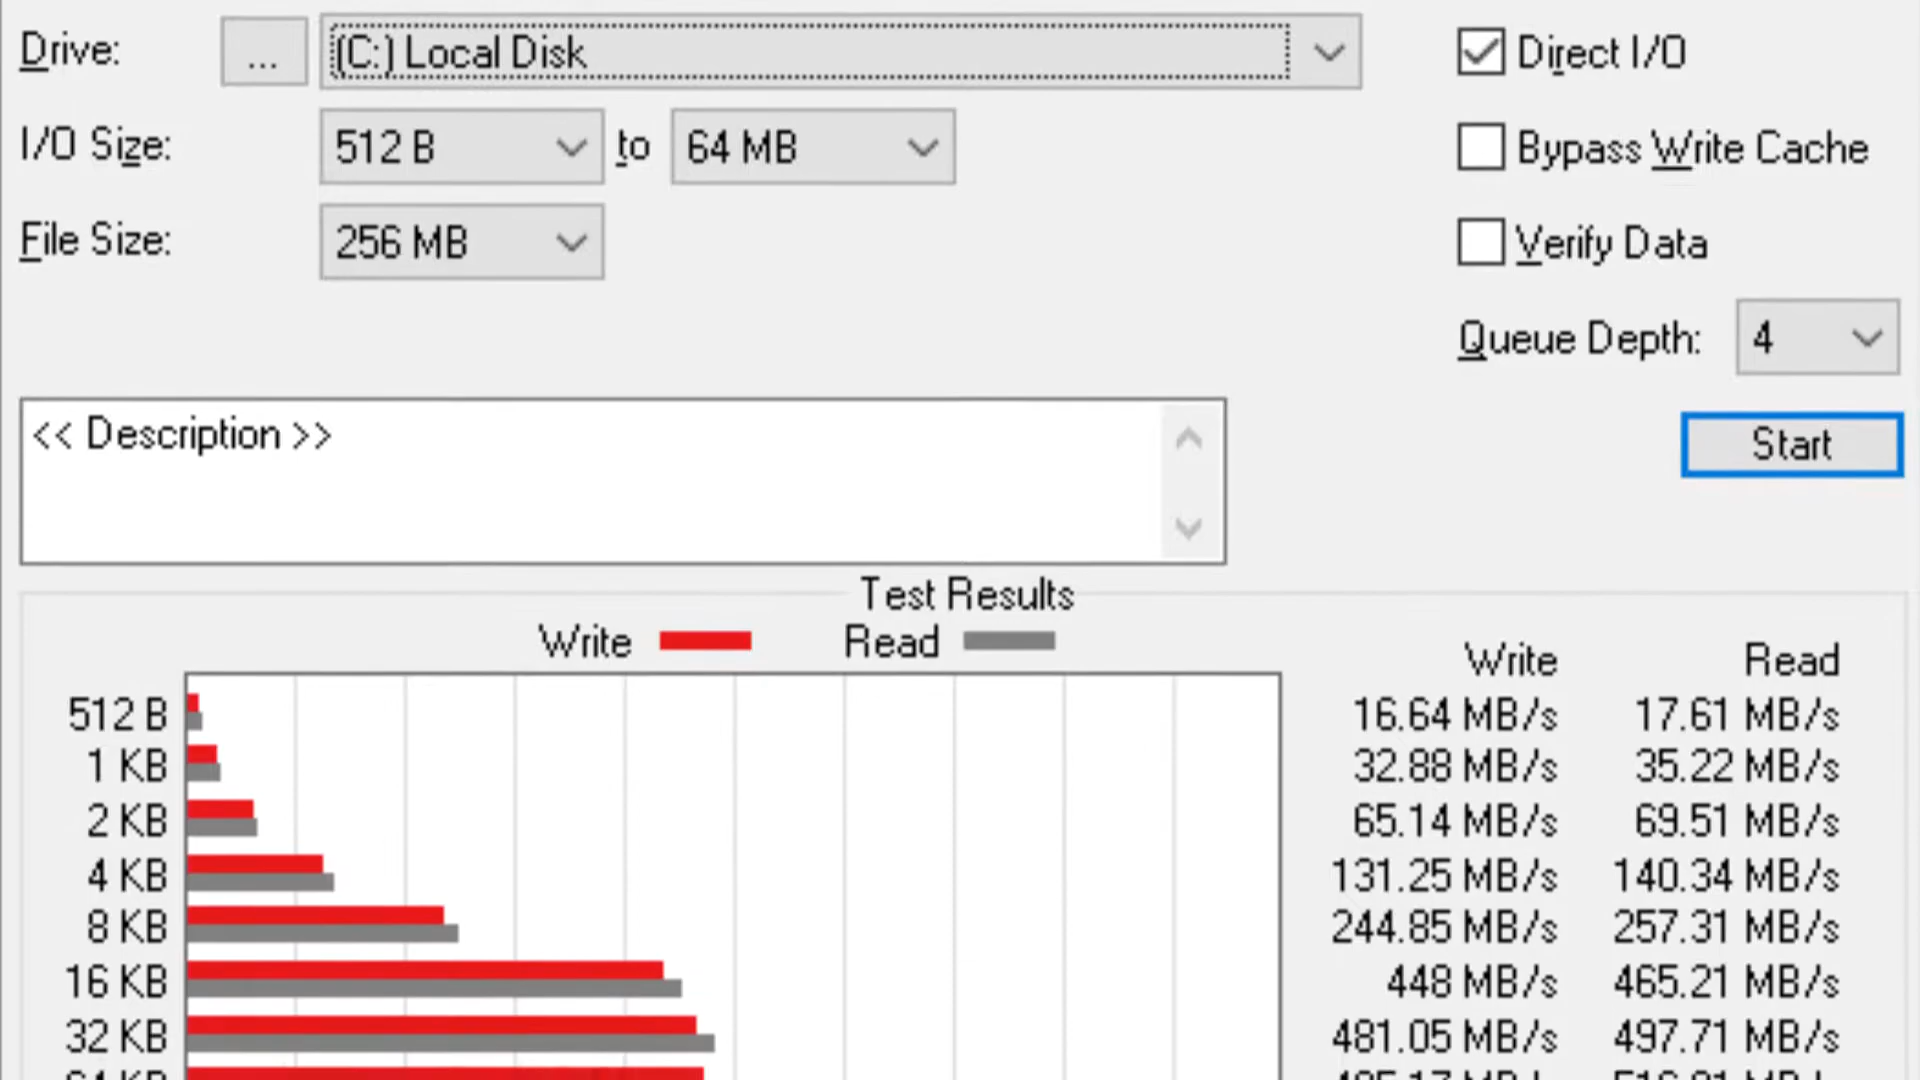 Drive: ... (C:) Local Disk Direct I/O
I/O Size: 512 B to 64 MB Bypass Write Cache
File Size: 256 MB Verify Data
Queue Depth: 4
<< Description >>
Start
Test Results
Write Read
Write Read
512 B 16.64 MB/s 17.61 MB/s
1 KB 32.88 MB/s 35.22 MB/s
2 KB 65.14 MB/s 69.51 MB/s
4 KB 131.25 MB/s 140.34 MB/s
8 KB 244.85 MB/s 257.31 MB/s
16 KB 448 MB/s 465.21 MB/s
32 KB 481.05 MB/s 497.71 MB/s